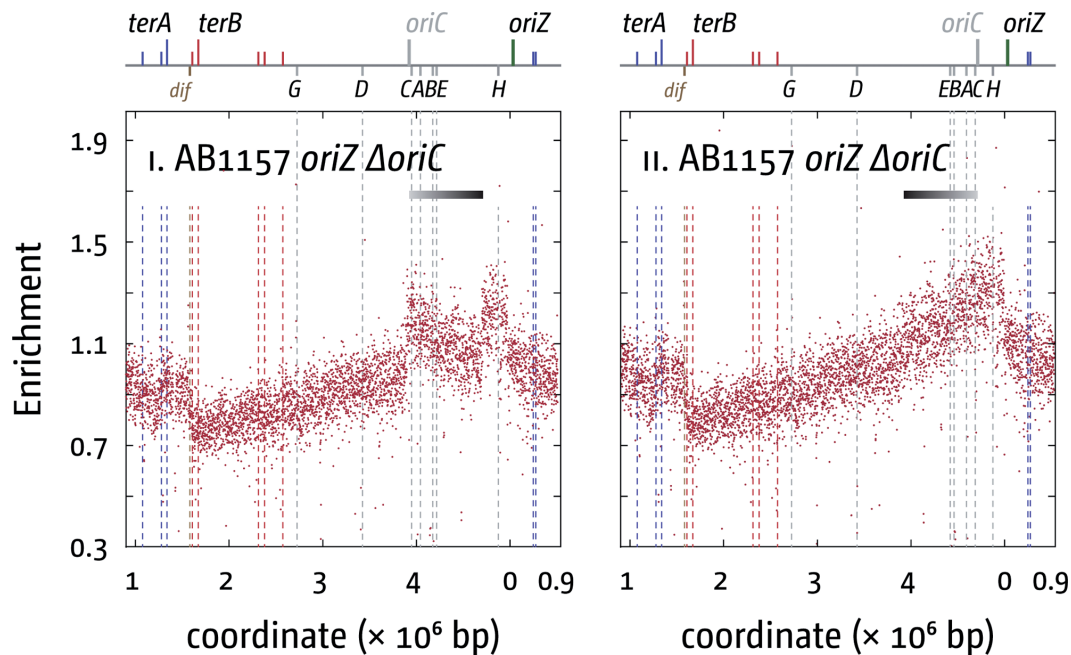 terA terB oriC oriZ
dif G D C A B E H
I. AB1157 oriZ ΔoriC
Enrichment
1.9
1.5
1.1
0.7
0.3
1 2 3 4 0 0.9
coordinate (× 10⁶ bp)
terA terB oriC oriZ
dif G D E B A C H
II. AB1157 oriZ ΔoriC
1 2 3 4 0 0.9
coordinate (× 10⁶ bp)